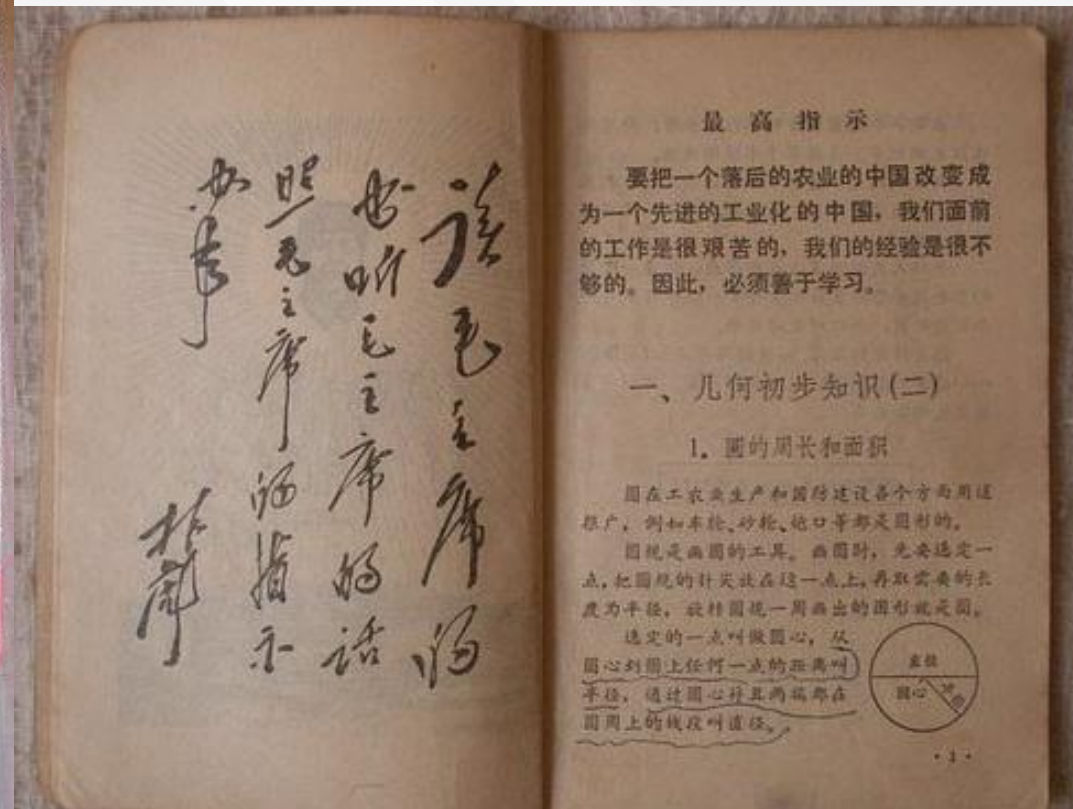 读毛主席的
书听毛主席的话
照毛主席的指示
办事
林彪
最高指示
要把一个落后的农业的中国改变成
为一个先进的工业化的中国，我们面前
的工作是很艰苦的，我们的经验是很不
够的。因此，必须善于学习。
一、几何初步知识(二)
1. 圆的周长和面积
圆在工农业生产和国防建设各个方面用途
很广，例如车轮、砂轮、炮口等都是圆形的。
圆规是画圆的工具。画圆时，先要选定一
点，把圆规的针尖放在这一点上，再取需要的长
度为半径，旋转圆规一周画出的图形就是圆。
选定的一点叫做圆心，从
圆心到圆上任何一点的距离叫
半径，通过圆心并且两端都在
圆周上的线段叫直径。
直径
圆心
半径
· 1 ·